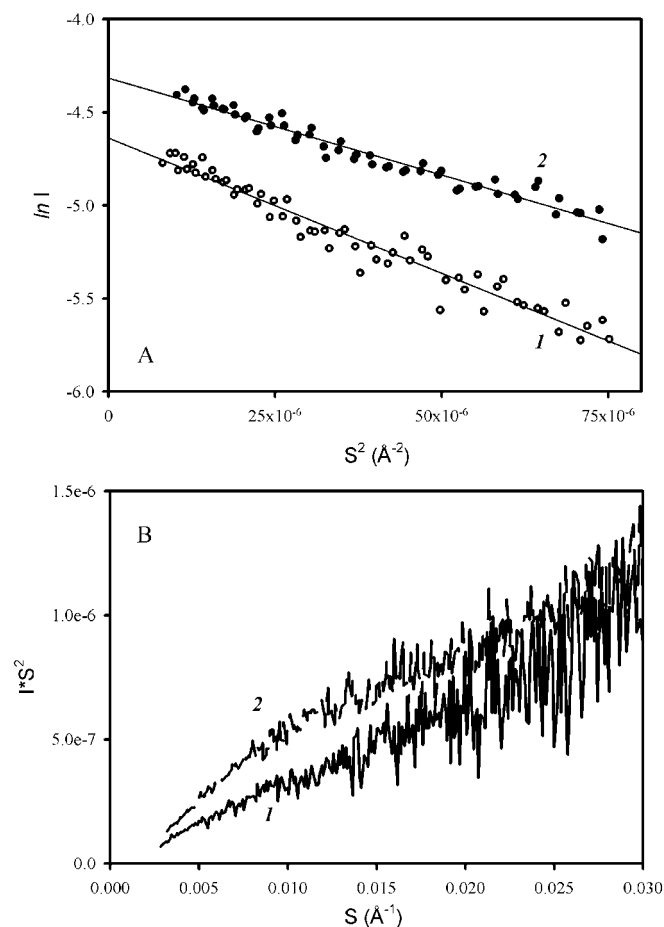 -4.0
-4.5
-5.0
-5.5
-6.0
ln I
2
1
A
0
25x10⁻⁶
50x10⁻⁶
75x10⁻⁶
S² (Å⁻²)
1.5e-6
1.0e-6
5.0e-7
0.0
I*S²
B
2
1
0.000
0.005
0.010
0.015
0.020
0.025
0.030
S (Å⁻¹)